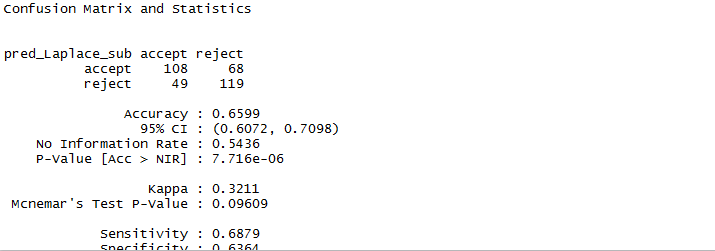 Confusion Matrix and Statistics
pred_Laplace_sub accept reject
accept 108 68
reject 49 119
Accuracy : 0.6599
95% CI : (0.6072, 0.7098)
No Information Rate : 0.5436
P-Value [Acc > NIR] : 7.716e-06
Kappa : 0.3211
Mcnemar's Test P-Value : 0.09609
Sensitivity : 0.6879
Specificity : 0.6364